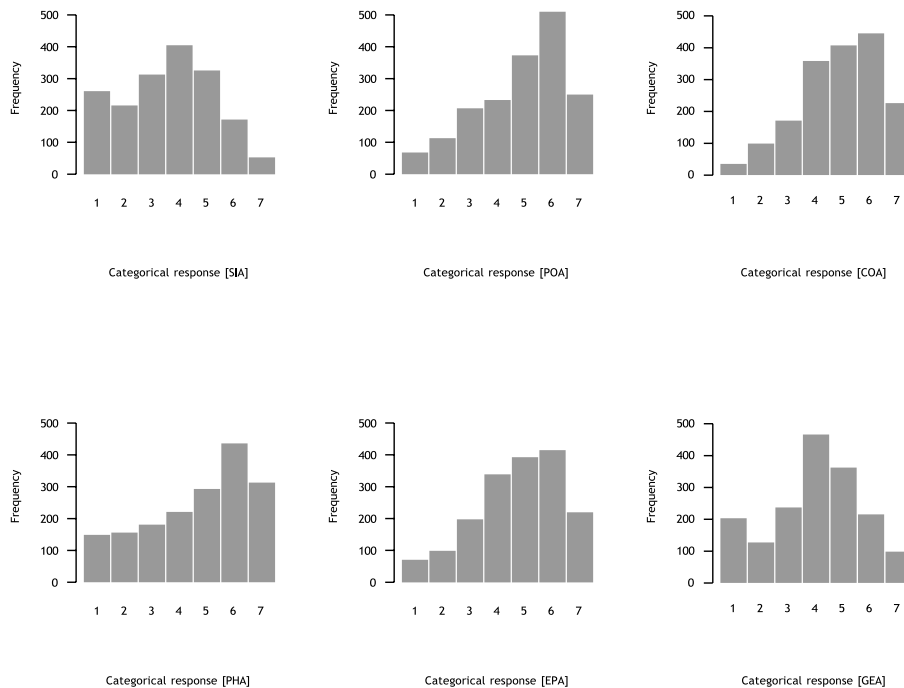 Frequency
500
400
300
200
100
0
1 2 3 4 5 6 7
Categorical response [SIA]
Frequency
500
400
300
200
100
0
1 2 3 4 5 6 7
Categorical response [POA]
Frequency
500
400
300
200
100
0
1 2 3 4 5 6 7
Categorical response [COA]
Frequency
500
400
300
200
100
0
1 2 3 4 5 6 7
Categorical response [PHA]
Frequency
500
400
300
200
100
0
1 2 3 4 5 6 7
Categorical response [EPA]
Frequency
500
400
300
200
100
0
1 2 3 4 5 6 7
Categorical response [GEA]